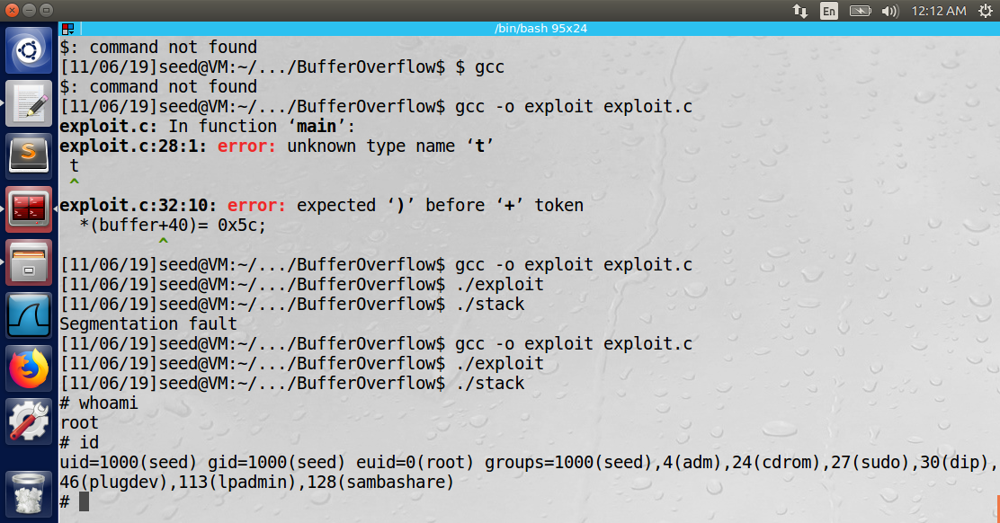 En 12:12 AM
/bin/bash 95x24
$: command not found
[11/06/19]seed@VM:~/.../BufferOverflow$ $ gcc
$: command not found
[11/06/19]seed@VM:~/.../BufferOverflow$ gcc -o exploit exploit.c
exploit.c: In function ‘main’:
exploit.c:28:1: error: unknown type name ‘t’
t
^
exploit.c:32:10: error: expected ‘)’ before ‘+’ token
*(buffer+40)= 0x5c;
^
[11/06/19]seed@VM:~/.../BufferOverflow$ gcc -o exploit exploit.c
[11/06/19]seed@VM:~/.../BufferOverflow$ ./exploit
[11/06/19]seed@VM:~/.../BufferOverflow$ ./stack
Segmentation fault
[11/06/19]seed@VM:~/.../BufferOverflow$ gcc -o exploit exploit.c
[11/06/19]seed@VM:~/.../BufferOverflow$ ./exploit
[11/06/19]seed@VM:~/.../BufferOverflow$ ./stack
# whoami
root
# id
uid=1000(seed) gid=1000(seed) euid=0(root) groups=1000(seed),4(adm),24(cdrom),27(sudo),30(dip),
46(plugdev),113(lpadmin),128(sambashare)
#